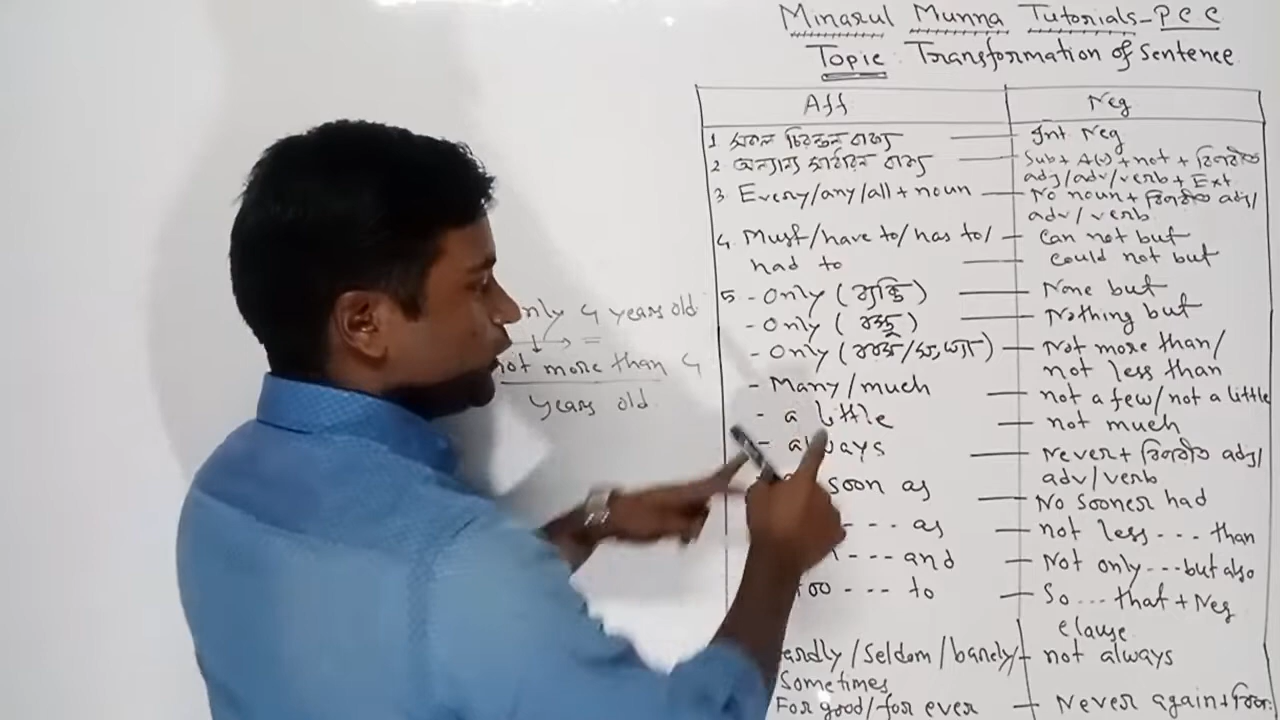 Minarul Munna Tutorials-PCC
Topic: Transformation of Sentence
Aff
Neg
1. সকল চিরন্তন বাক্য — Int Neg
2. অন্যান্য বাক্য — Sub + A(v) + not + বিপরীত
adj/adv/verb + Ext.
3. Every/any/all + noun — No noun + বিপরীত adj/
adv/verb
4. Must/have to/has to/ — Can not but
had to — could not but
5 - Only (ব্যক্তি) — None but
- Only (বস্তু) — Nothing but
- Only (বয়স/সংখ্যা) — Not more than/
not less than
- Many/much — not a few/not a little
- a little — not much
- always — Never + বিপরীত adj/
adv/verb
soon as — No sooner had
--- as — not less --- than
--- and — Not only --- but also
too --- to — So ... that + Neg
clause
ardly/Seldom/barely — not always
Sometimes
For good/for ever — Never again +
only 4 years old
not more than 4
years old.